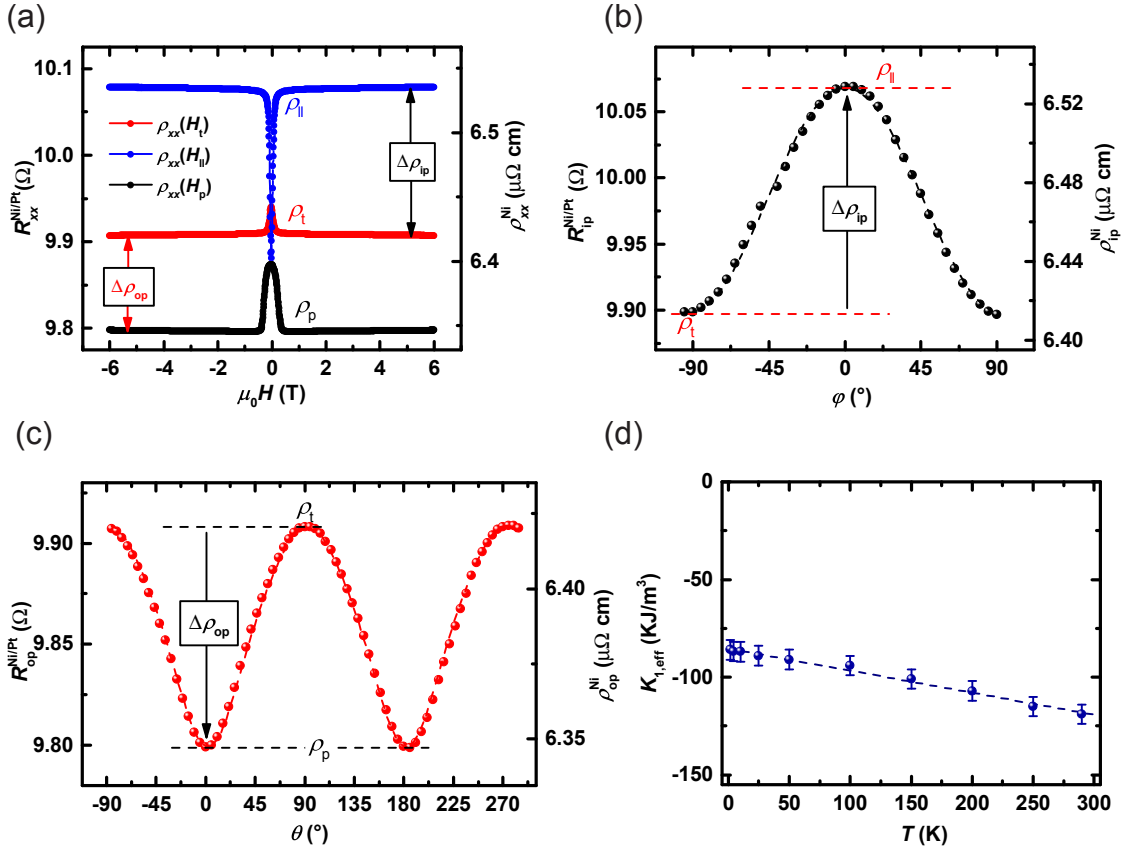 (a)
10.1
10.0
9.9
9.8
-6 -4 -2 0 2 4 6
μ₀H (T)
R_xx^Ni/Pt (Ω)
ρ_xx^Ni (μΩ cm)
6.5
6.4
ρ_xx(H_t)
ρ_xx(H_ll)
ρ_xx(H_p)
ρ_ll
ρ_t
ρ_p
Δρ_ip
Δρ_op
(b)
10.05
10.00
9.95
9.90
-90 -45 0 45 90
φ (°)
R_ip^Ni/Pt (Ω)
ρ_ip^Ni (μΩ cm)
6.52
6.48
6.44
6.40
ρ_ll
Δρ_ip
ρ_t
(c)
9.90
9.85
9.80
-90 -45 0 45 90 135 180 225 270
θ (°)
R_op^Ni/Pt (Ω)
ρ_op^Ni (μΩ cm)
6.40
6.35
ρ_t
Δρ_op
ρ_p
(d)
0
-50
-100
-150
0 50 100 150 200 250 300
T (K)
K_1,eff (KJ/m³)